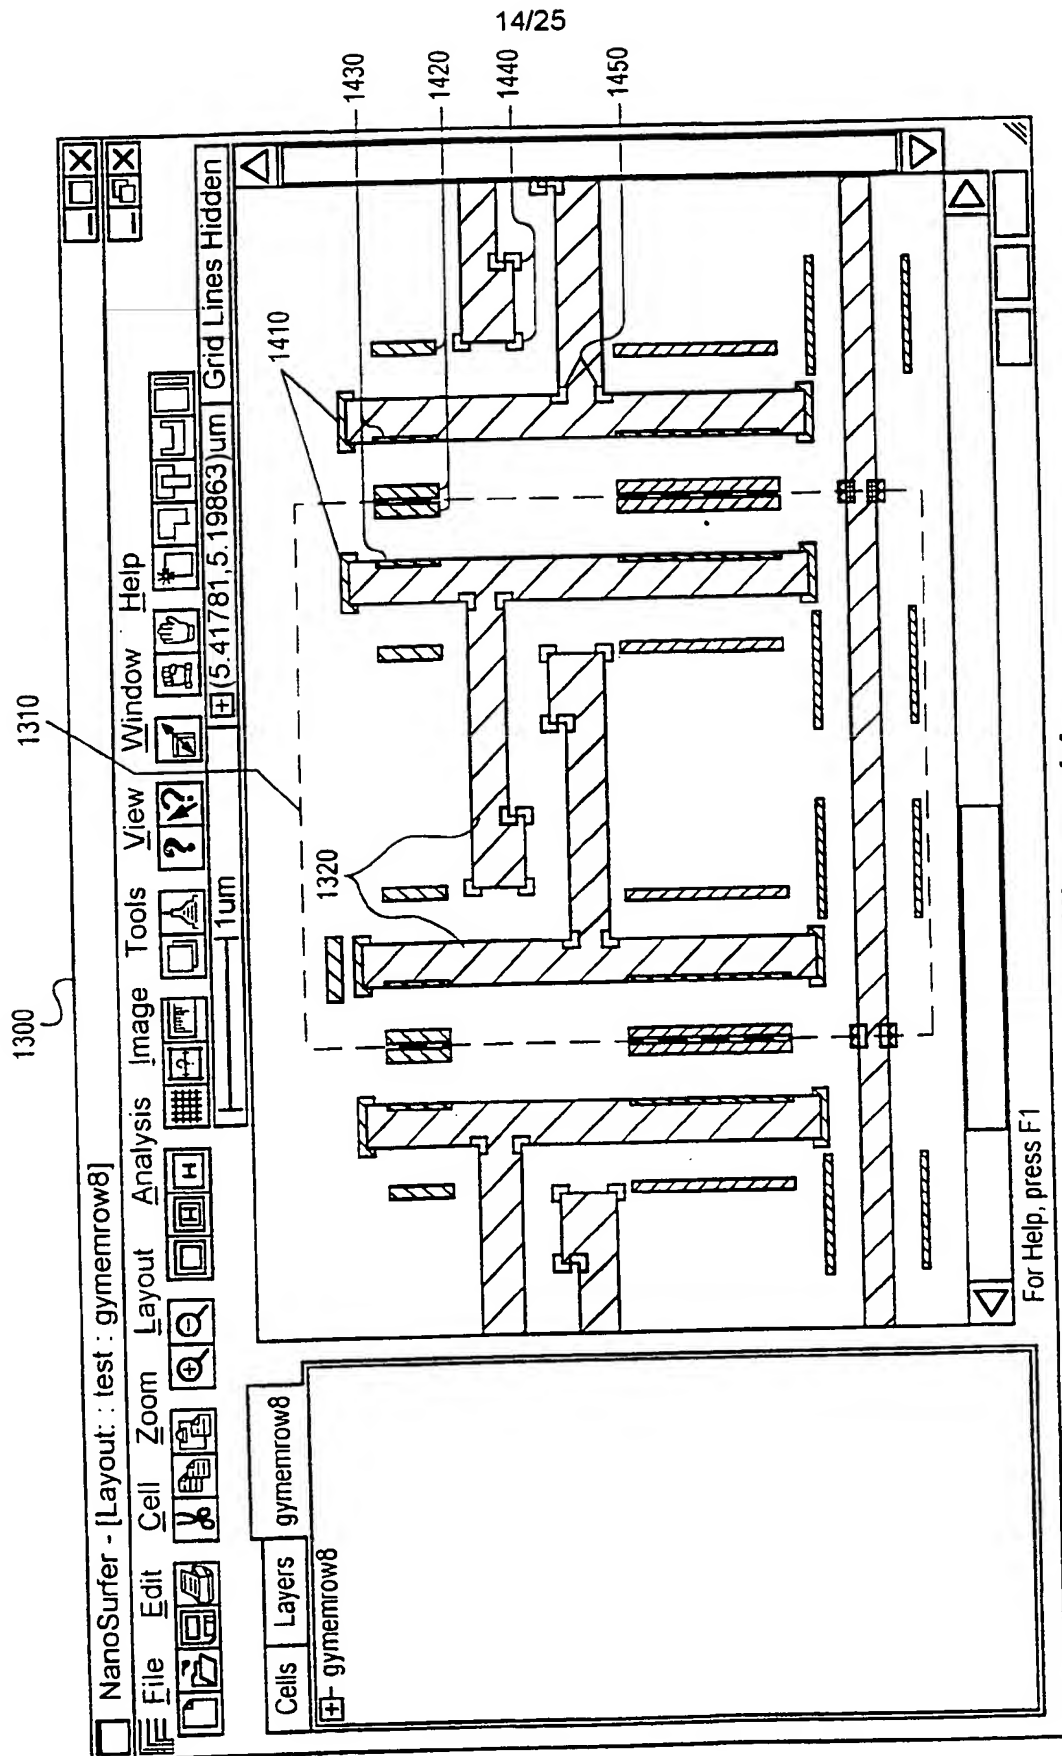 14/25
1300
1310
NanoSurfer - [Layout: : test : gymemrow8]
File Edit Cell Zoom Layout Analysis Image Tools View Window Help
1um
(5.41781,5.19863)um Grid Lines Hidden
Cells Layers gymemrow8
gymemrow8
1320
1410
1430
1420
1440
1450
For Help, press F1